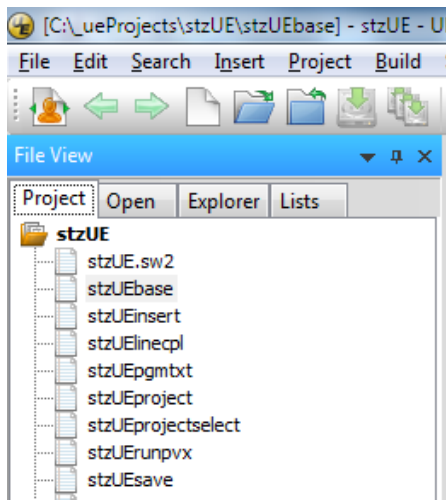 [C:\_ueProjects\stzUE\stzUEbase] - stzUE - U
File Edit Search Insert Project Build
File View
Project Open Explorer Lists
stzUE
stzUE.sw2
stzUEbase
stzUEinsert
stzUElinecpl
stzUEpgmtxt
stzUEproject
stzUEprojectselect
stzUErunpvx
stzUEsave